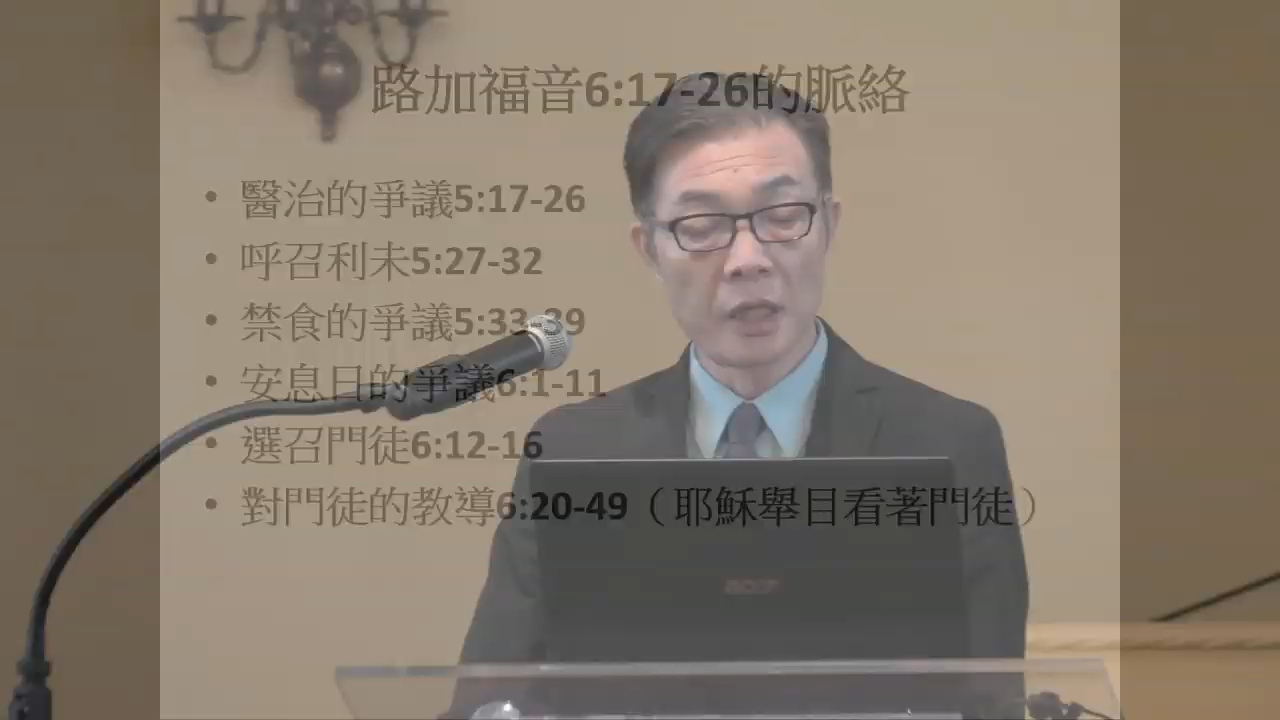 路加福音6:17-26的脈絡
• 醫治的爭議5:17-26
• 呼召利未5:27-32
• 禁食的爭議5:33-39
• 安息日的爭議6:1-11
• 選召門徒6:12-16
• 對門徒的教導6:20-49（耶穌舉目看著門徒）
acer